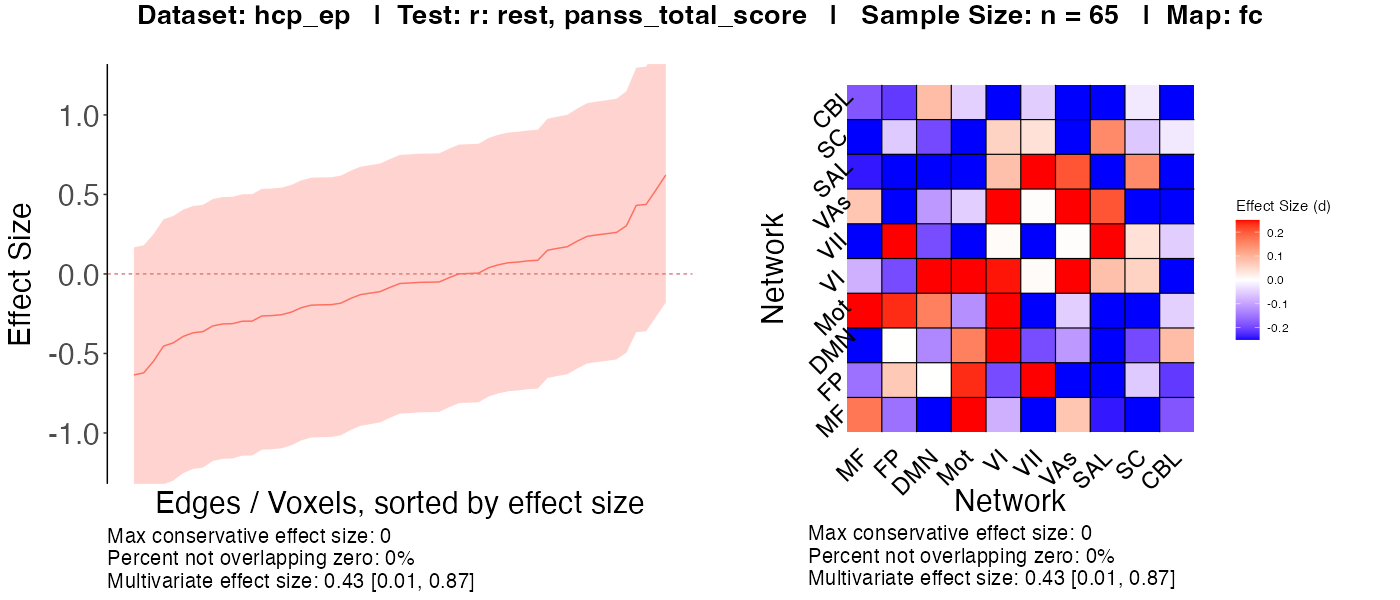 Dataset: hcp_ep | Test: r: rest, panss_total_score | Sample Size: n = 65 | Map: fc
Effect Size
1.0
0.5
0.0
-0.5
-1.0
Edges / Voxels, sorted by effect size
Max conservative effect size: 0
Percent not overlapping zero: 0%
Multivariate effect size: 0.43 [0.01, 0.87]
Network
CBL
SC
SAL
VAs
VII
VI
Mot
DMN
FP
MF
MF FP DMN Mot VI VII VAs SAL SC CBL
Network
Max conservative effect size: 0
Percent not overlapping zero: 0%
Multivariate effect size: 0.43 [0.01, 0.87]
Effect Size (d)
0.2
0.1
0.0
-0.1
-0.2